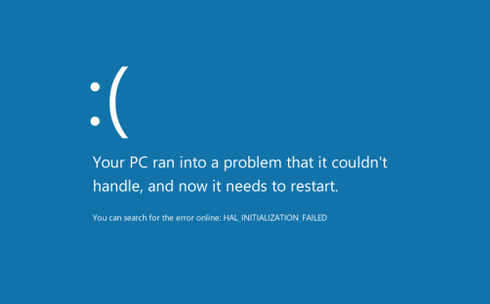 :(
Your PC ran into a problem that it couldn't
handle, and now it needs to restart.
You can search for the error online: HAL_INITIALIZATION_FAILED